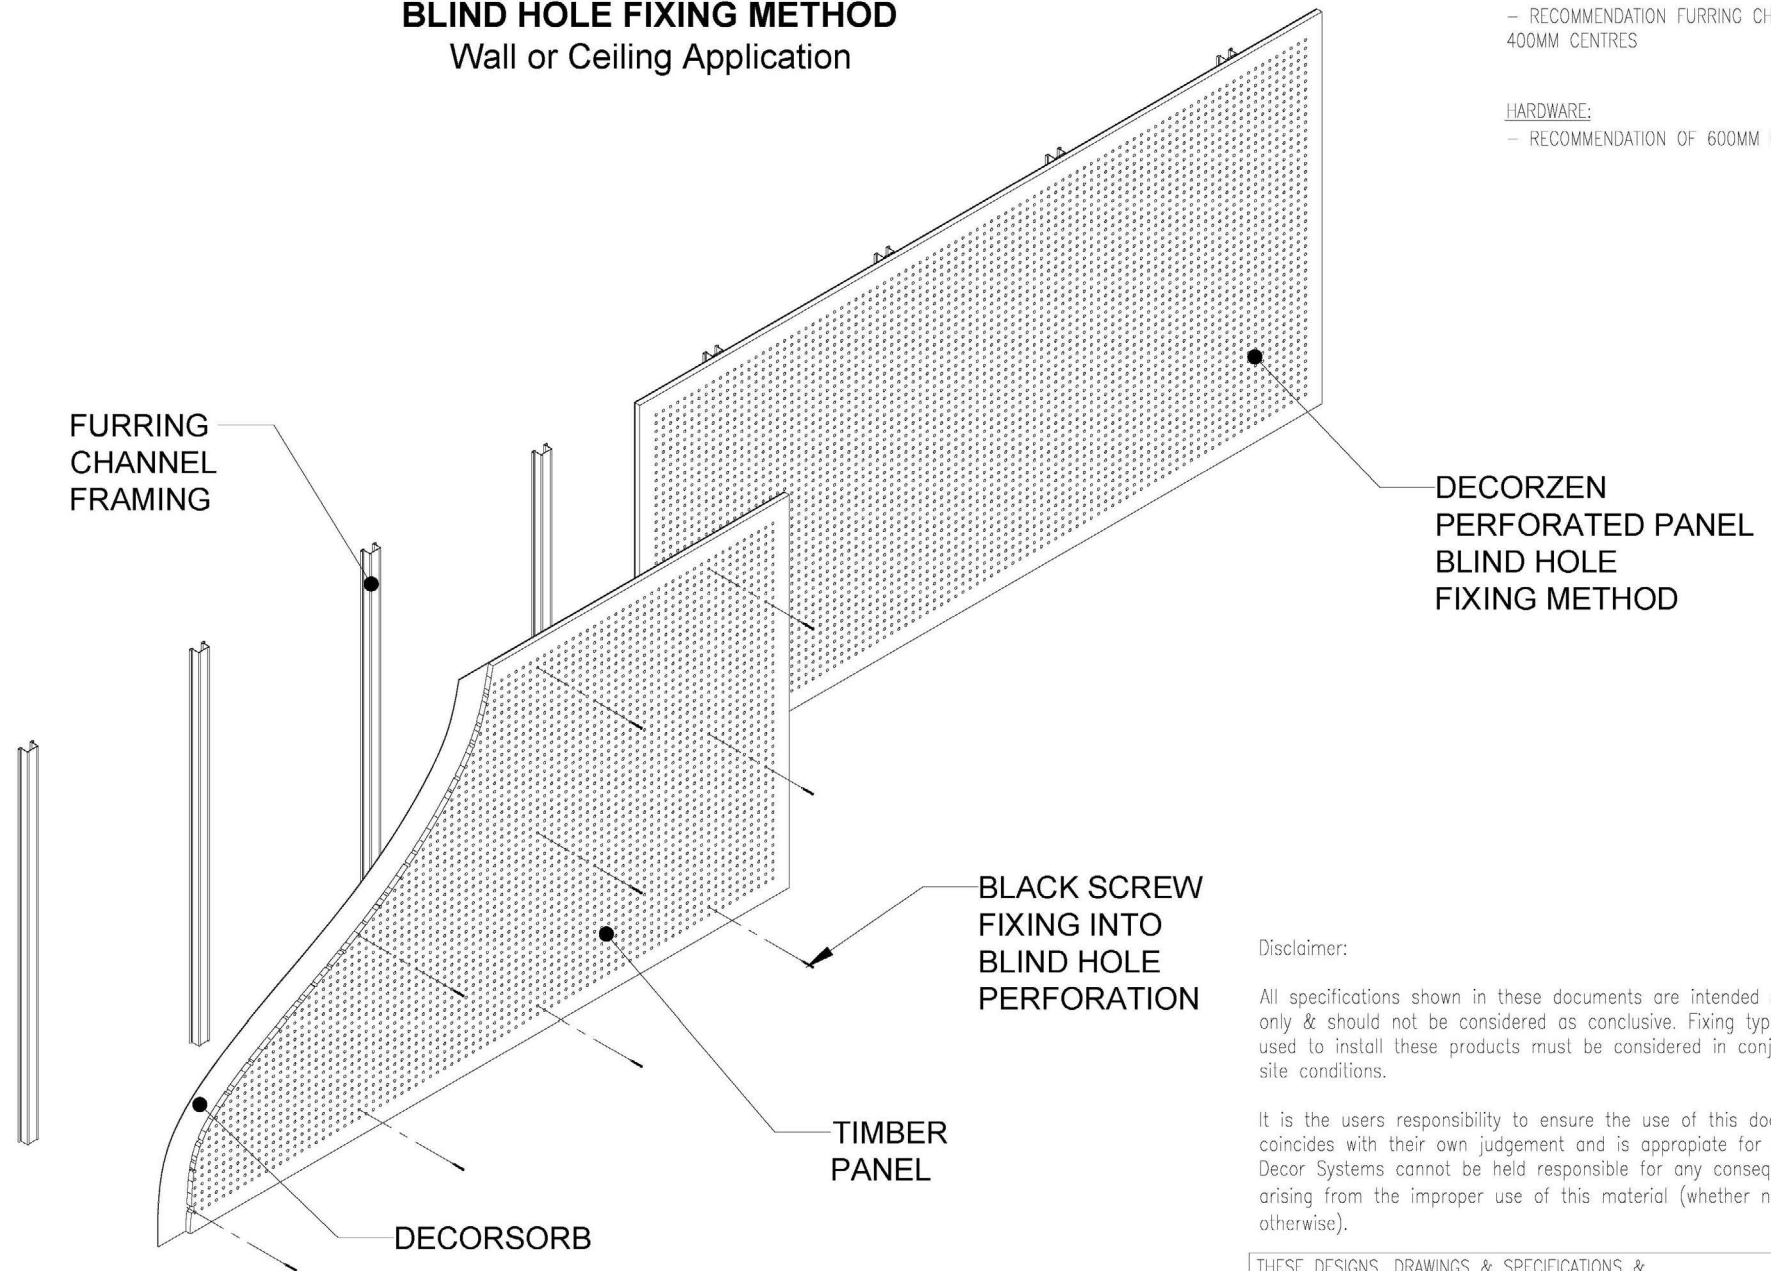 BLIND HOLE FIXING METHOD
Wall or Ceiling Application
– RECOMMENDATION FURRING
400MM CENTRES
HARDWARE:
– RECOMMENDATION OF 600MM
FURRING
CHANNEL
FRAMING
DECORZEN
PERFORATED PANEL
BLIND HOLE
FIXING METHOD
BLACK SCREW
FIXING INTO
BLIND HOLE
PERFORATION
TIMBER
PANEL
DECORSORB
Disclaimer:
All specifications shown in these documents are intended
only & should not be considered as conclusive. Fixing
used to install these products must be considered in
site conditions.
It is the users responsibility to ensure the use of this
coincides with their own judgement and is appropiate for
Decor Systems cannot be held responsible for any
arising from the improper use of this material (whether
otherwise).
THESE DESIGNS, DRAWINGS & SPECIFICATIONS &